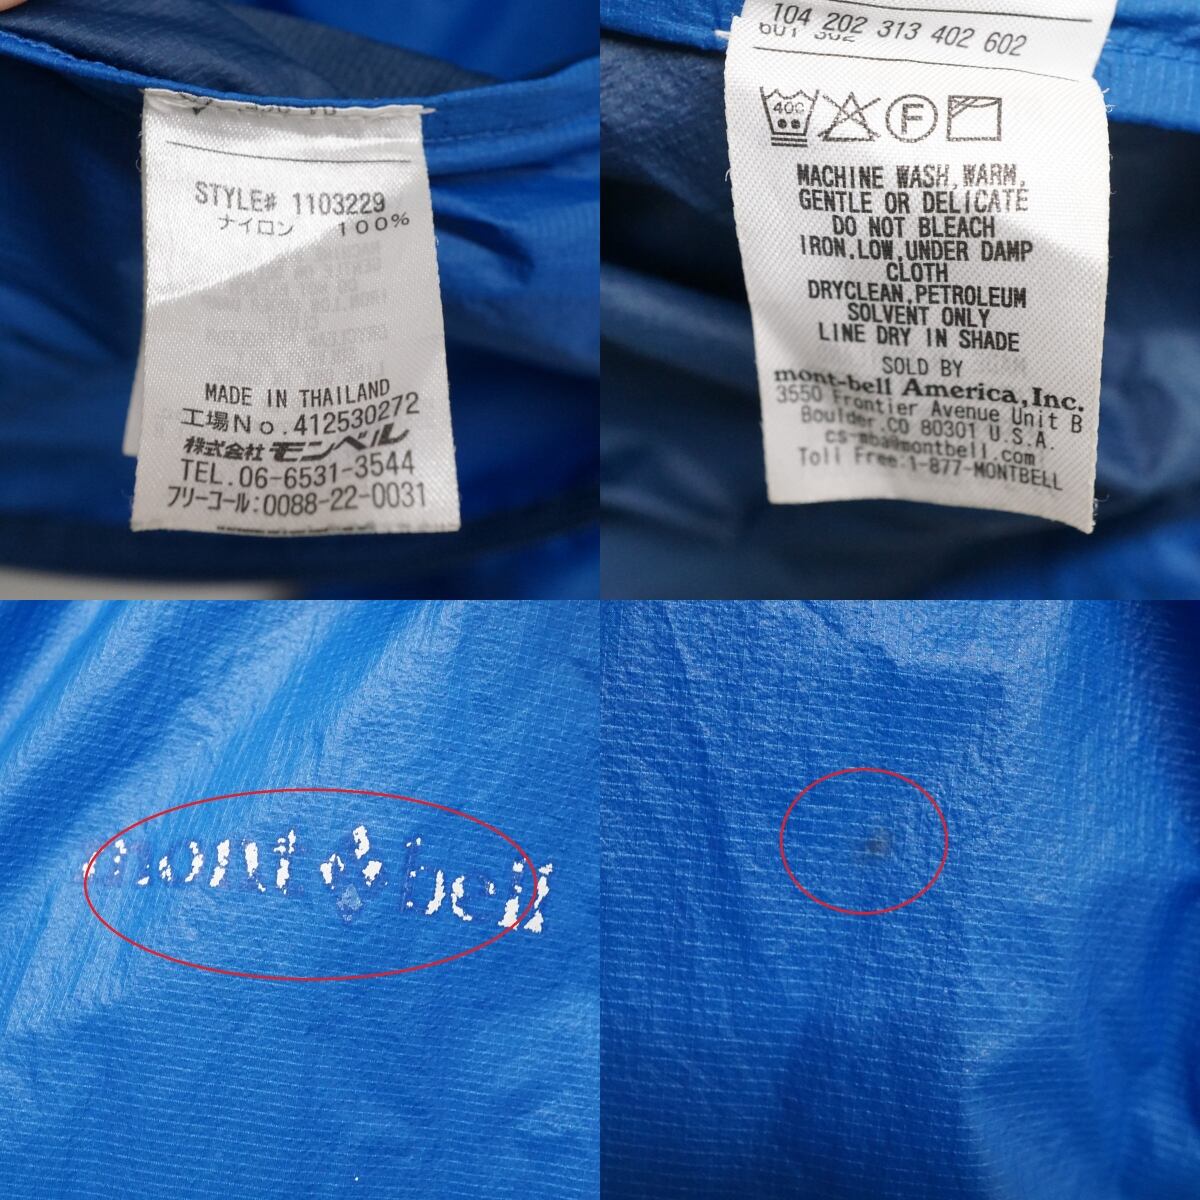 STYLE# 1103229
ナイロン 100%
MADE IN THAILAND
工場No.412530272
株式会社モンベル
TEL.06-6531-3544
フリーコール:0088-22-0031
104 202 313 402 602
40C
F
MACHINE WASH,WARM,
GENTLE OR DELICATE
DO NOT BLEACH
IRON,LOW,UNDER DAMP
CLOTH
DRYCLEAN,PETROLEUM
SOLVENT ONLY
LINE DRY IN SHADE
SOLD BY
mont-bell America,Inc.
3550 Frontier Avenue Unit B
Boulder,CO 80301 U.S.A.
cs-mba@montbell.com
Toll Free:1-877-MONTBELL
mont bell